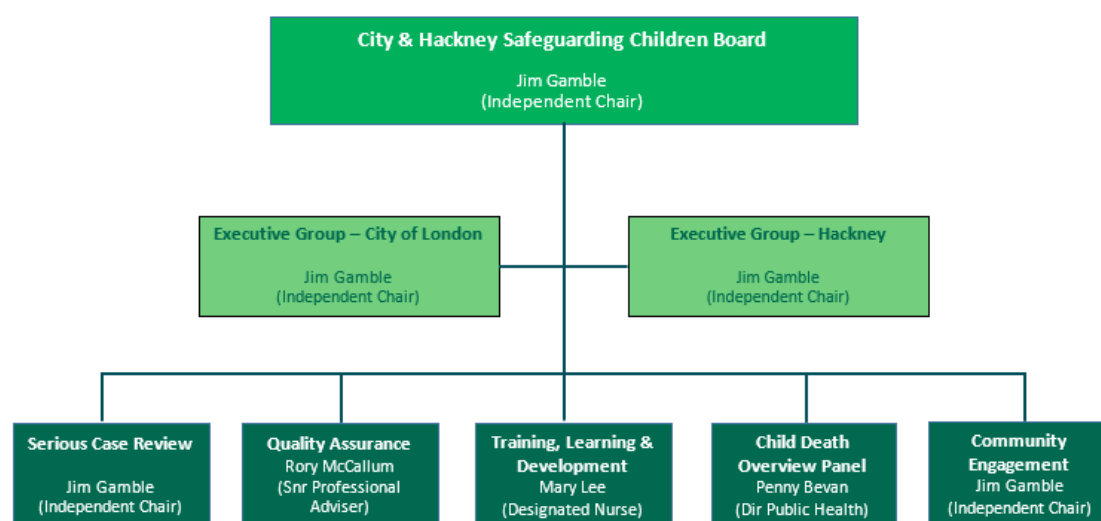 City & Hackney Safeguarding Children Board
Jim Gamble
(Independent Chair)
Executive Group – City of London
Jim Gamble
(Independent Chair)
Executive Group – Hackney
Jim Gamble
(Independent Chair)
Serious Case Review
Jim Gamble
(Independent Chair)
Quality Assurance
Rory McCallum
(Snr Professional
Adviser)
Training, Learning &
Development
Mary Lee
(Designated Nurse)
Child Death
Overview Panel
Penny Bevan
(Dir Public Health)
Community
Engagement
Jim Gamble
(Independent Chair)